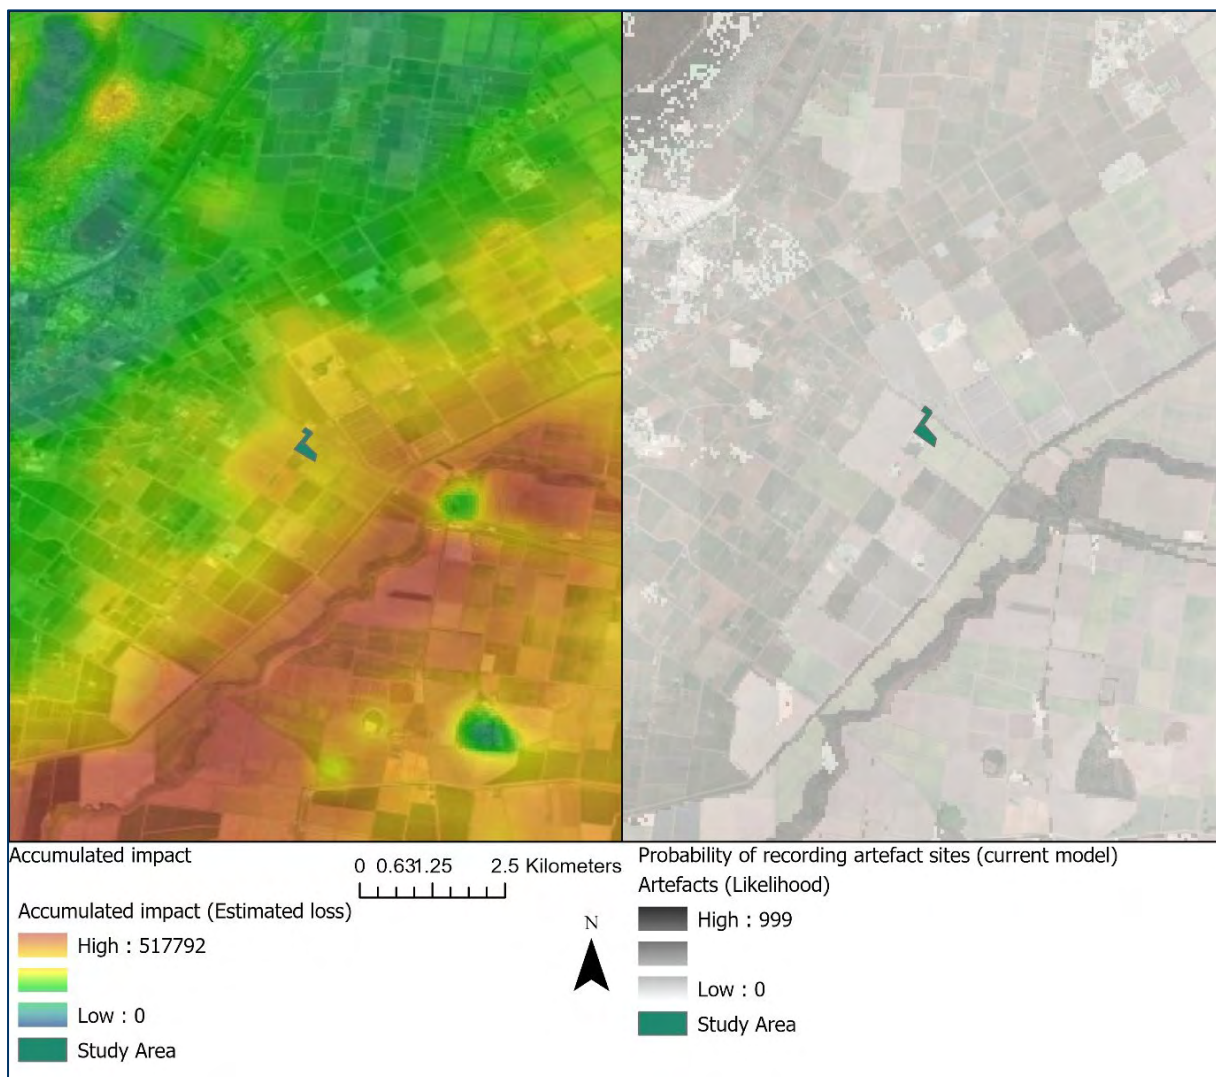 Accumulated impact
0 0.631.25 2.5 Kilometers
Accumulated impact (Estimated loss)
High : 517792
Low : 0
Study Area
N
Probability of recording artefact sites (current model)
Artefacts (Likelihood)
High : 999
Low : 0
Study Area